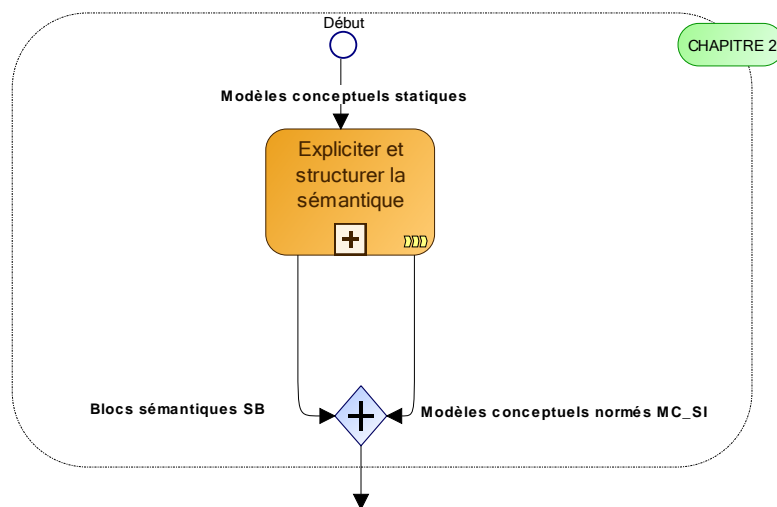 Début
CHAPITRE 2
Modèles conceptuels statiques
Expliciter et
structurer la
sémantique
Blocs sémantiques SB
Modèles conceptuels normés MC_SI